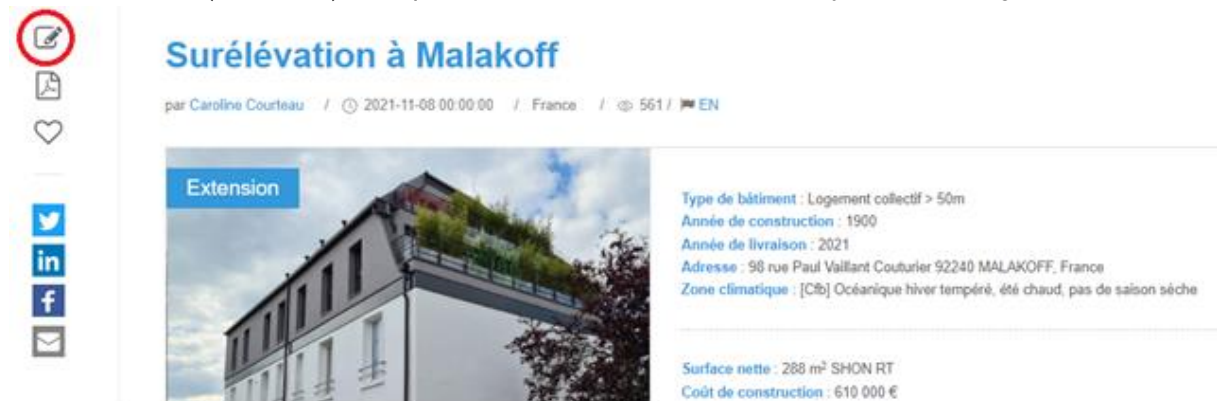 Surélévation à Malakoff
par Caroline Courteau / 2021-11-08 00:00:00 / France / 561 / EN
Extension
Type de bâtiment : Logement collectif > 50m
Année de construction : 1900
Année de livraison : 2021
Adresse : 98 rue Paul Vaillant Couturier 92240 MALAKOFF, France
Zone climatique : [Cfb] Océanique hiver tempéré, été chaud, pas de saison sèche
Surface nette : 288 m² SHON RT
Coût de construction : 610 000 €
in
f